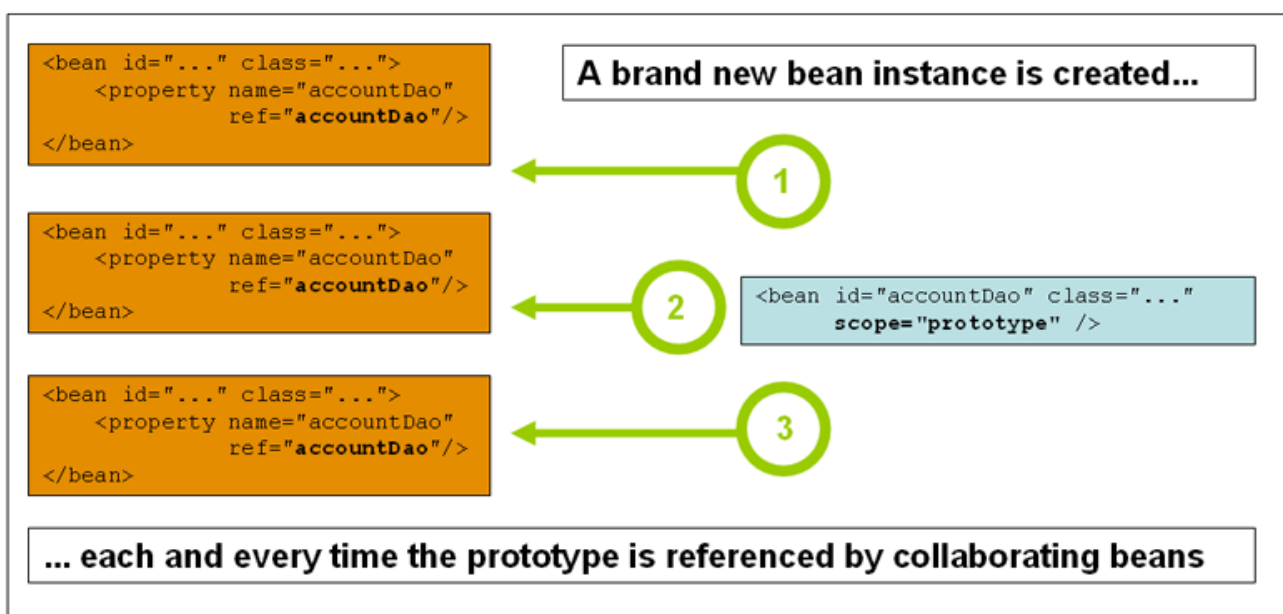 <bean id="..." class="...">
    <property name="accountDao"
              ref="accountDao"/>
</bean>
A brand new bean instance is created...
1
<bean id="..." class="...">
    <property name="accountDao"
              ref="accountDao"/>
</bean>
2
<bean id="accountDao" class="..."
      scope="prototype" />
<bean id="..." class="...">
    <property name="accountDao"
              ref="accountDao"/>
</bean>
3
... each and every time the prototype is referenced by collaborating beans